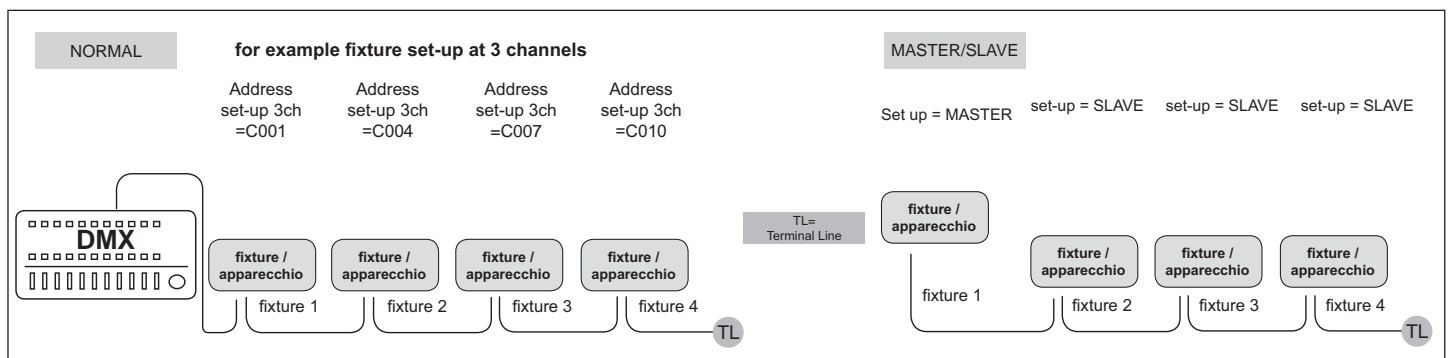 NORMAL
for example fixture set-up at 3 channels
Address
set-up 3ch
=C001
Address
set-up 3ch
=C004
Address
set-up 3ch
=C007
Address
set-up 3ch
=C010
DMX
fixture /
apparecchio
fixture /
apparecchio
fixture /
apparecchio
fixture /
apparecchio
fixture 1
fixture 2
fixture 3
fixture 4
TL
TL=
Terminal Line
MASTER/SLAVE
Set up = MASTER
set-up = SLAVE
set-up = SLAVE
set-up = SLAVE
fixture /
apparecchio
fixture /
apparecchio
fixture /
apparecchio
fixture /
apparecchio
fixture 1
fixture 2
fixture 3
fixture 4
TL